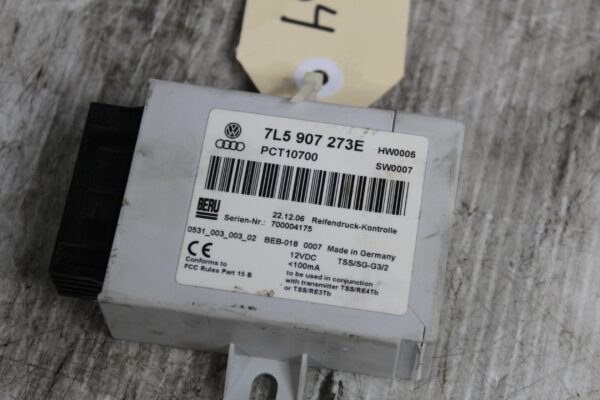 4
7L5 907 273E HW0005
PCT10700 SW0007
BERU
22.12.06 Reifendruck-Kontrolle
Serien-Nr.: 700004175
0531_003_003_02 BEB-018 0007 Made in Germany
CE 12VDC TSS/SG-G3/2
<100mA
Conforms to
FCC Rules Part 15 B
to be used in conjunction
with transmitter TSS/RE4Tb
or TSS/RE3Tb